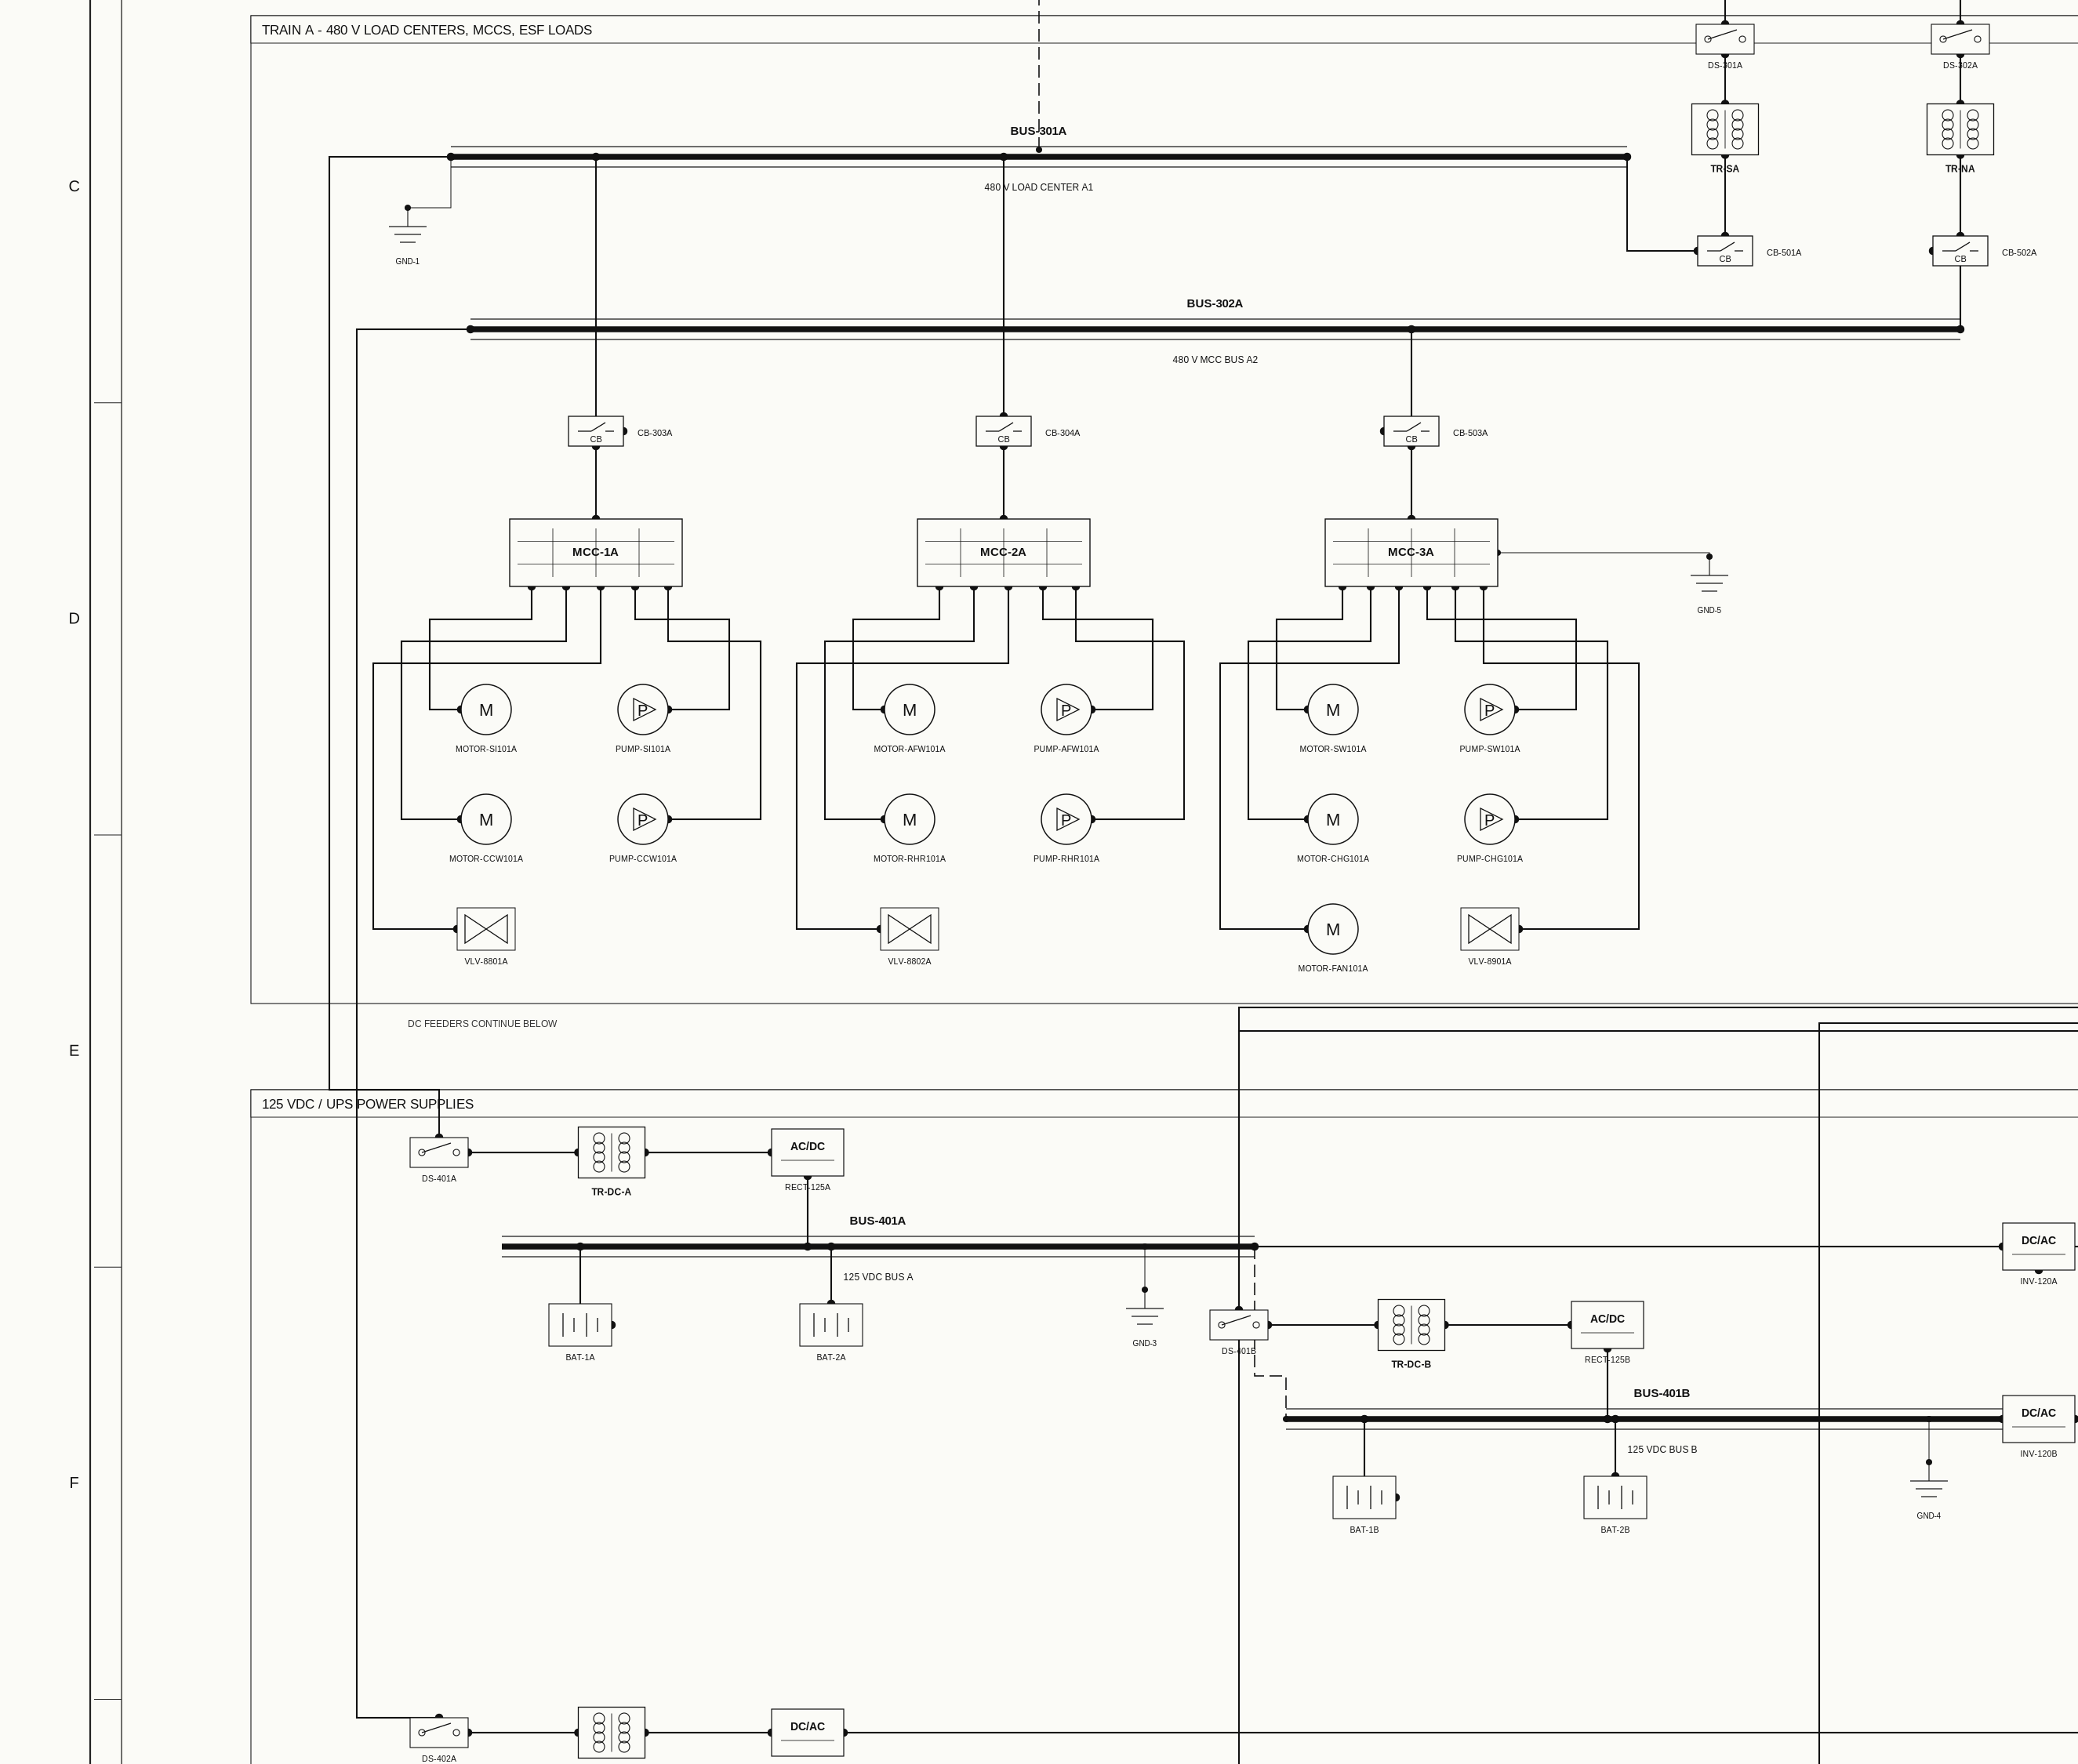 TRAIN A - 480 V LOAD CENTERS, MCCS, ESF LOADS
DS-301A
DS-302A
BUS-301A
TR-SA
TR-NA
C
480 V LOAD CENTER A1
GND-1
CB
CB-501A
CB
CB-502A
BUS-302A
480 V MCC BUS A2
CB
CB-303A
CB
CB-304A
CB
CB-503A
MCC-1A
MCC-2A
MCC-3A
GND-5
D
M
P
M
P
M
P
MOTOR-SI101A
PUMP-SI101A
MOTOR-AFW101A
PUMP-AFW101A
MOTOR-SW101A
PUMP-SW101A
M
P
M
P
M
P
MOTOR-CCW101A
PUMP-CCW101A
MOTOR-RHR101A
PUMP-RHR101A
MOTOR-CHG101A
PUMP-CHG101A
M
VLV-8801A
VLV-8802A
MOTOR-FAN101A
VLV-8901A
DC FEEDERS CONTINUE BELOW
E
125 VDC / UPS POWER SUPPLIES
AC/DC
DS-401A
TR-DC-A
RECT-125A
BUS-401A
DC/AC
125 VDC BUS A
INV-120A
AC/DC
BAT-1A
BAT-2A
GND-3
DS-401B
TR-DC-B
RECT-125B
BUS-401B
DC/AC
125 VDC BUS B
INV-120B
F
BAT-1B
BAT-2B
GND-4
DC/AC
DS-402A